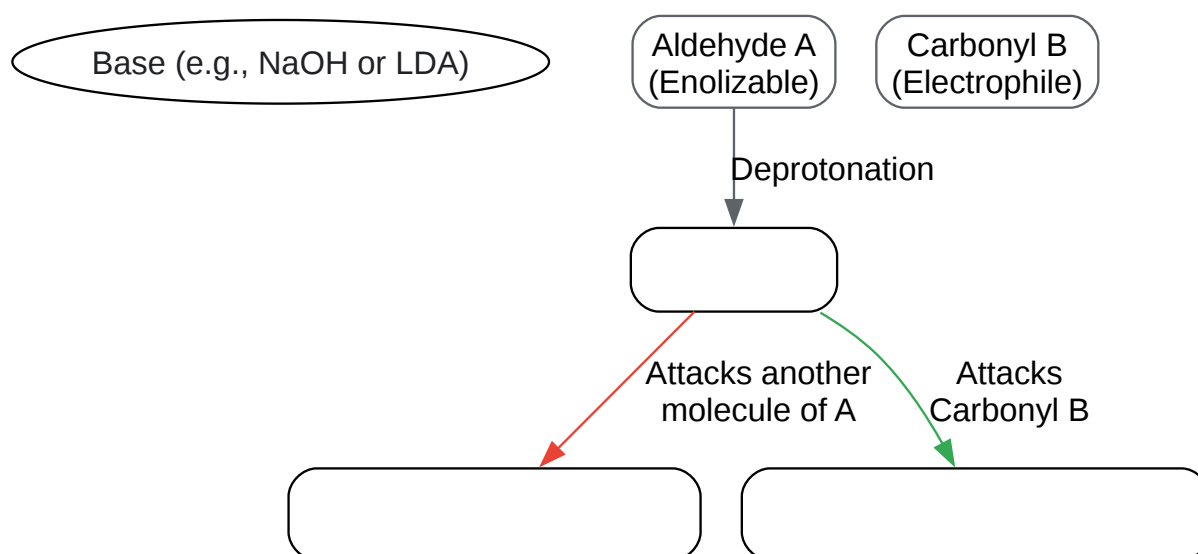 Base (e.g., NaOH or LDA)
Aldehyde A
(Enolizable)
Carbonyl B
(Electrophile)
Deprotonation
Attacks another
molecule of A
Attacks
Carbonyl B